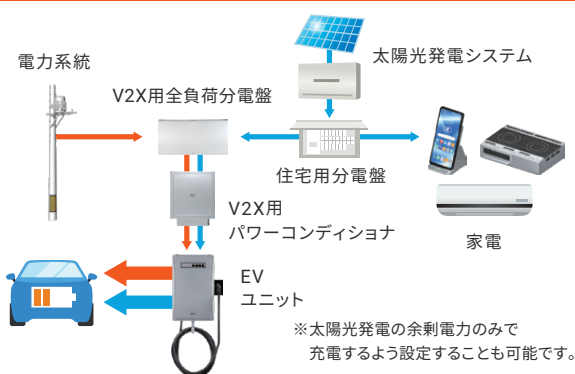 電力系統
太陽光発電システム
V2X用全負荷分電盤
住宅用分電盤
V2X用
パワーコンディショナ
家電
EV
ユニット
※太陽光発電の余剰電力のみで
充電するよう設定することも可能です。